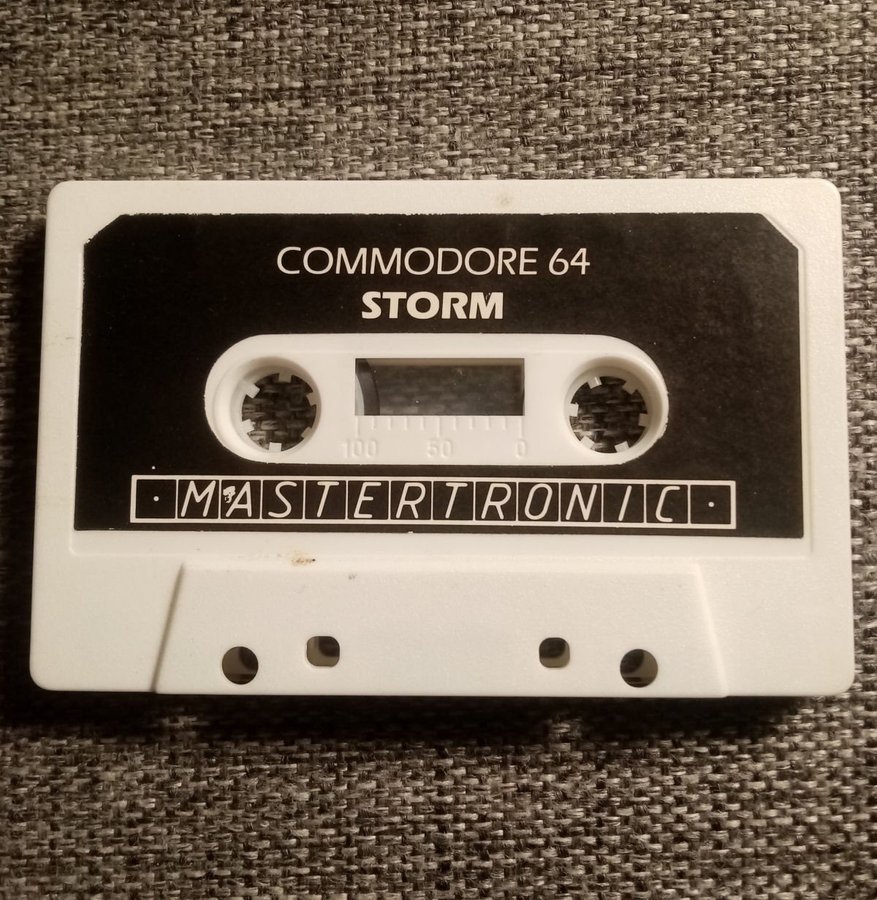 COMMODORE 64
STORM
100 50 0
· MASTERTRONIC ·